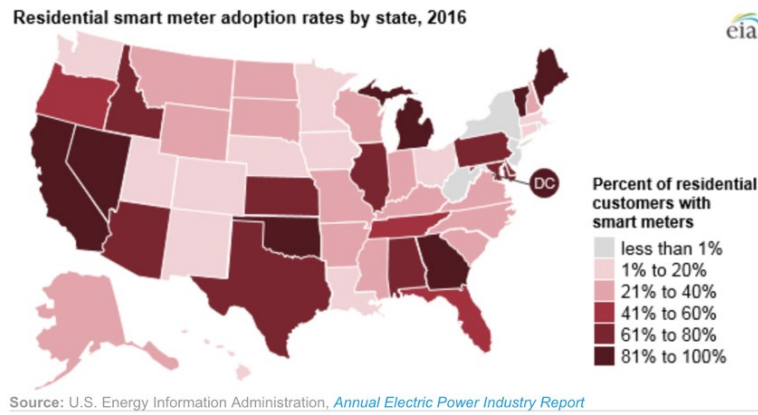 Residential smart meter adoption rates by state, 2016
eia
DC
Percent of residential
customers with
smart meters
less than 1%
1% to 20%
21% to 40%
41% to 60%
61% to 80%
81% to 100%
Source: U.S. Energy Information Administration, Annual Electric Power Industry Report